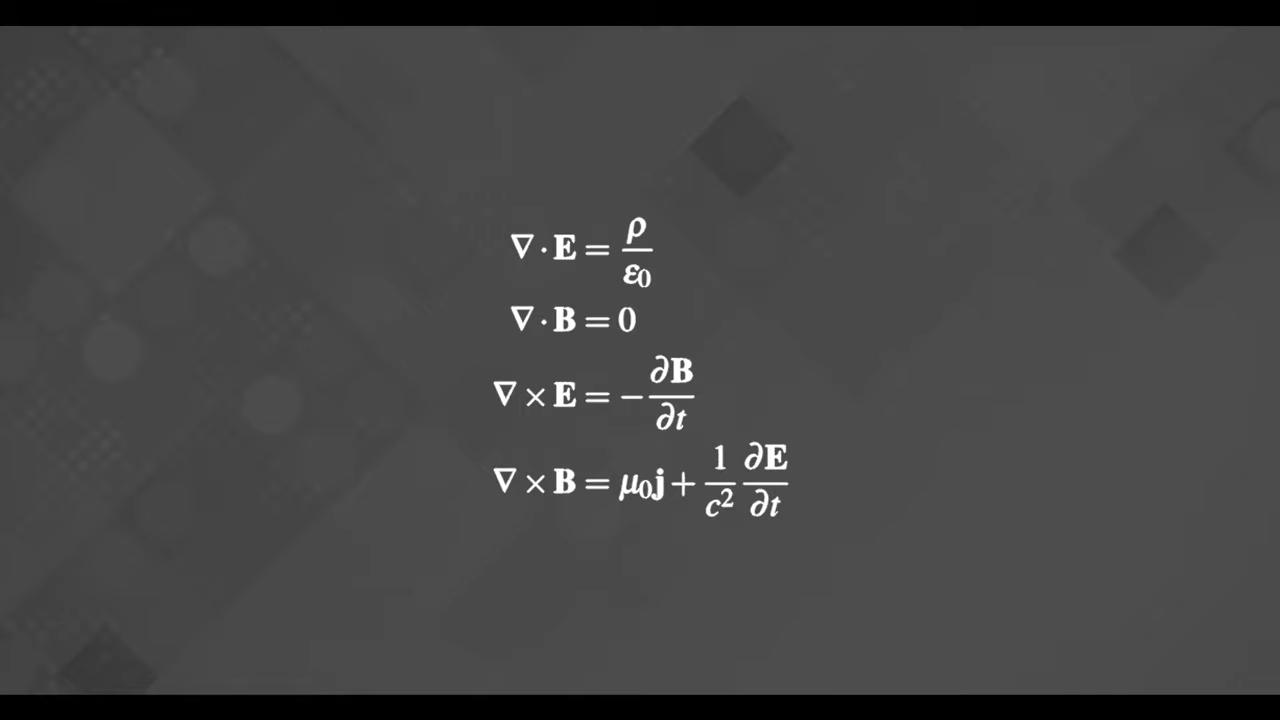 ∇ · E = ρ/ε₀
∇ · B = 0
∇ × E = −∂B/∂t
∇ × B = μ₀j + 1/c² ∂E/∂t